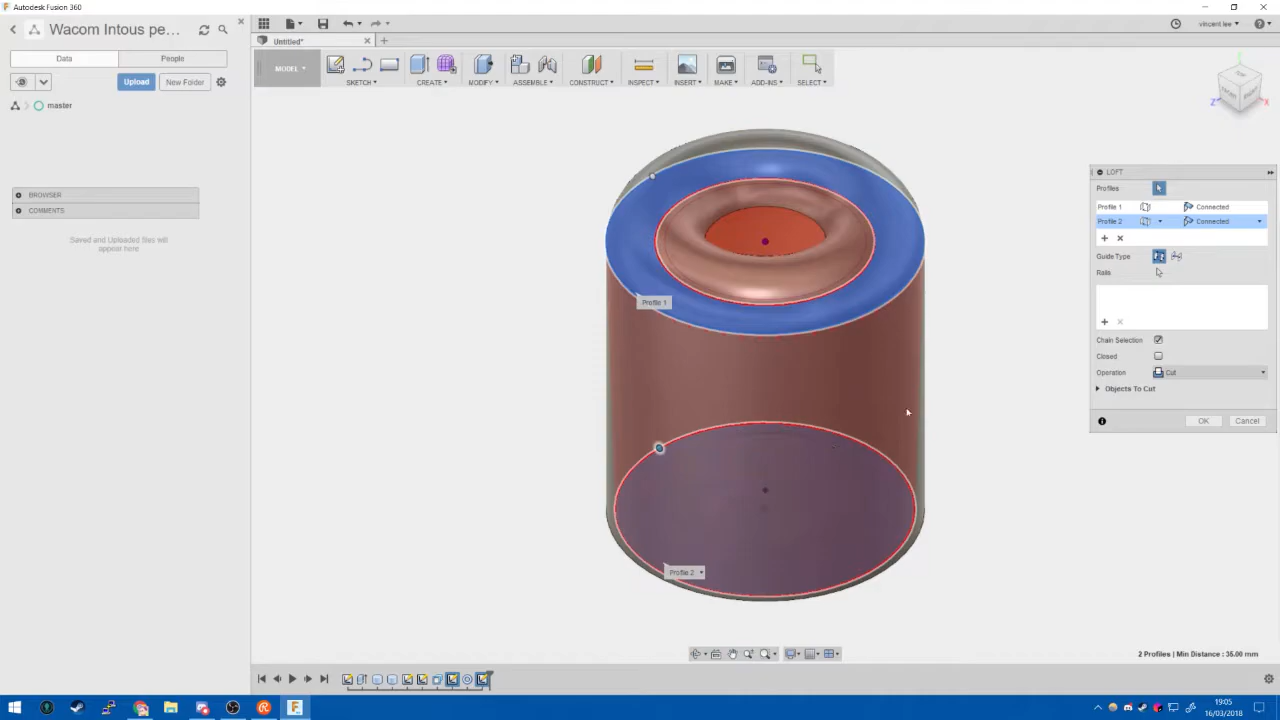 Autodesk Fusion 360
Wacom Intous pe...
Data
People
Upload
New Folder
master
BROWSER
COMMENTS
Saved and Uploaded files will
appear here
Untitled*
vincent lee
MODEL
SKETCH
CREATE
MODIFY
ASSEMBLE
CONSTRUCT
INSPECT
INSERT
MAKE
ADD-INS
SELECT
FRONT
Z
X
LOFT
Profiles
Profile 1
Connected
Profile 2
Connected
Guide Type
Rails
Chain Selection
Closed
Operation
Cut
Objects To Cut
OK
Cancel
Profile 1
Profile 2
2 Profiles | Min Distance : 35.00 mm
19:05
16/03/2018